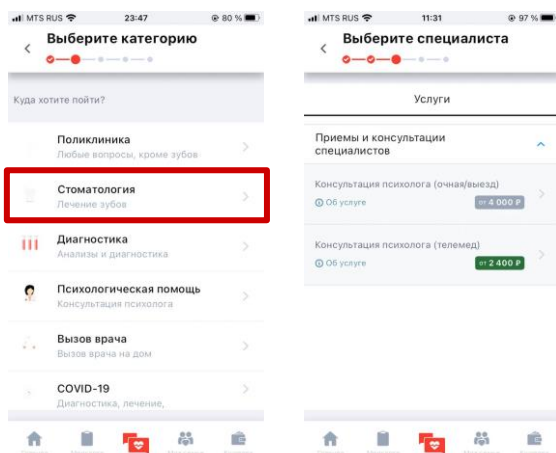 MTS RUS 23:47 80 %
Выберите категорию
Куда хотите пойти?
Поликлиника
Любые вопросы, кроме зубов
Стоматология
Лечение зубов
Диагностика
Анализы и диагностика
Психологическая помощь
Консультация психолога
Вызов врача
Вызов врача на дом
COVID-19
Диагностика, лечение,
MTS RUS 11:31 97 %
Выберите специалиста
Услуги
Приемы и консультации
специалистов
Консультация психолога (очная/выезд)
Об услуге от 4 000 ₽
Консультация психолога (телемед)
Об услуге от 2 400 ₽